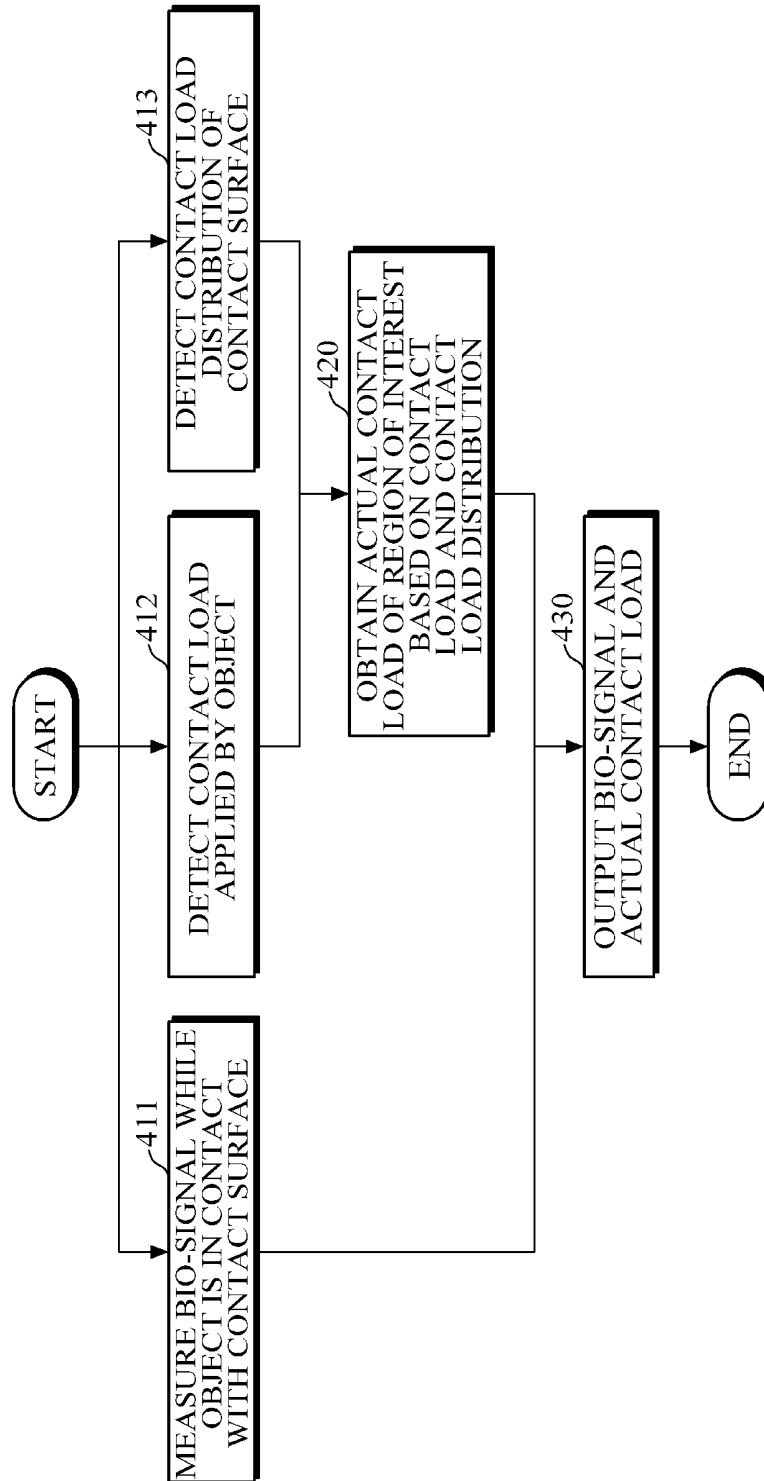 START
411
MEASURE BIO-SIGNAL WHILE
OBJECT IS IN CONTACT
WITH CONTACT SURFACE
412
DETECT CONTACT LOAD
APPLIED BY OBJECT
413
DETECT CONTACT LOAD
DISTRIBUTION OF
CONTACT SURFACE
420
OBTAIN ACTUAL CONTACT
LOAD OF REGION OF INTEREST
BASED ON CONTACT
LOAD AND CONTACT
LOAD DISTRIBUTION
430
OUTPUT BIO-SIGNAL AND
ACTUAL CONTACT LOAD
END